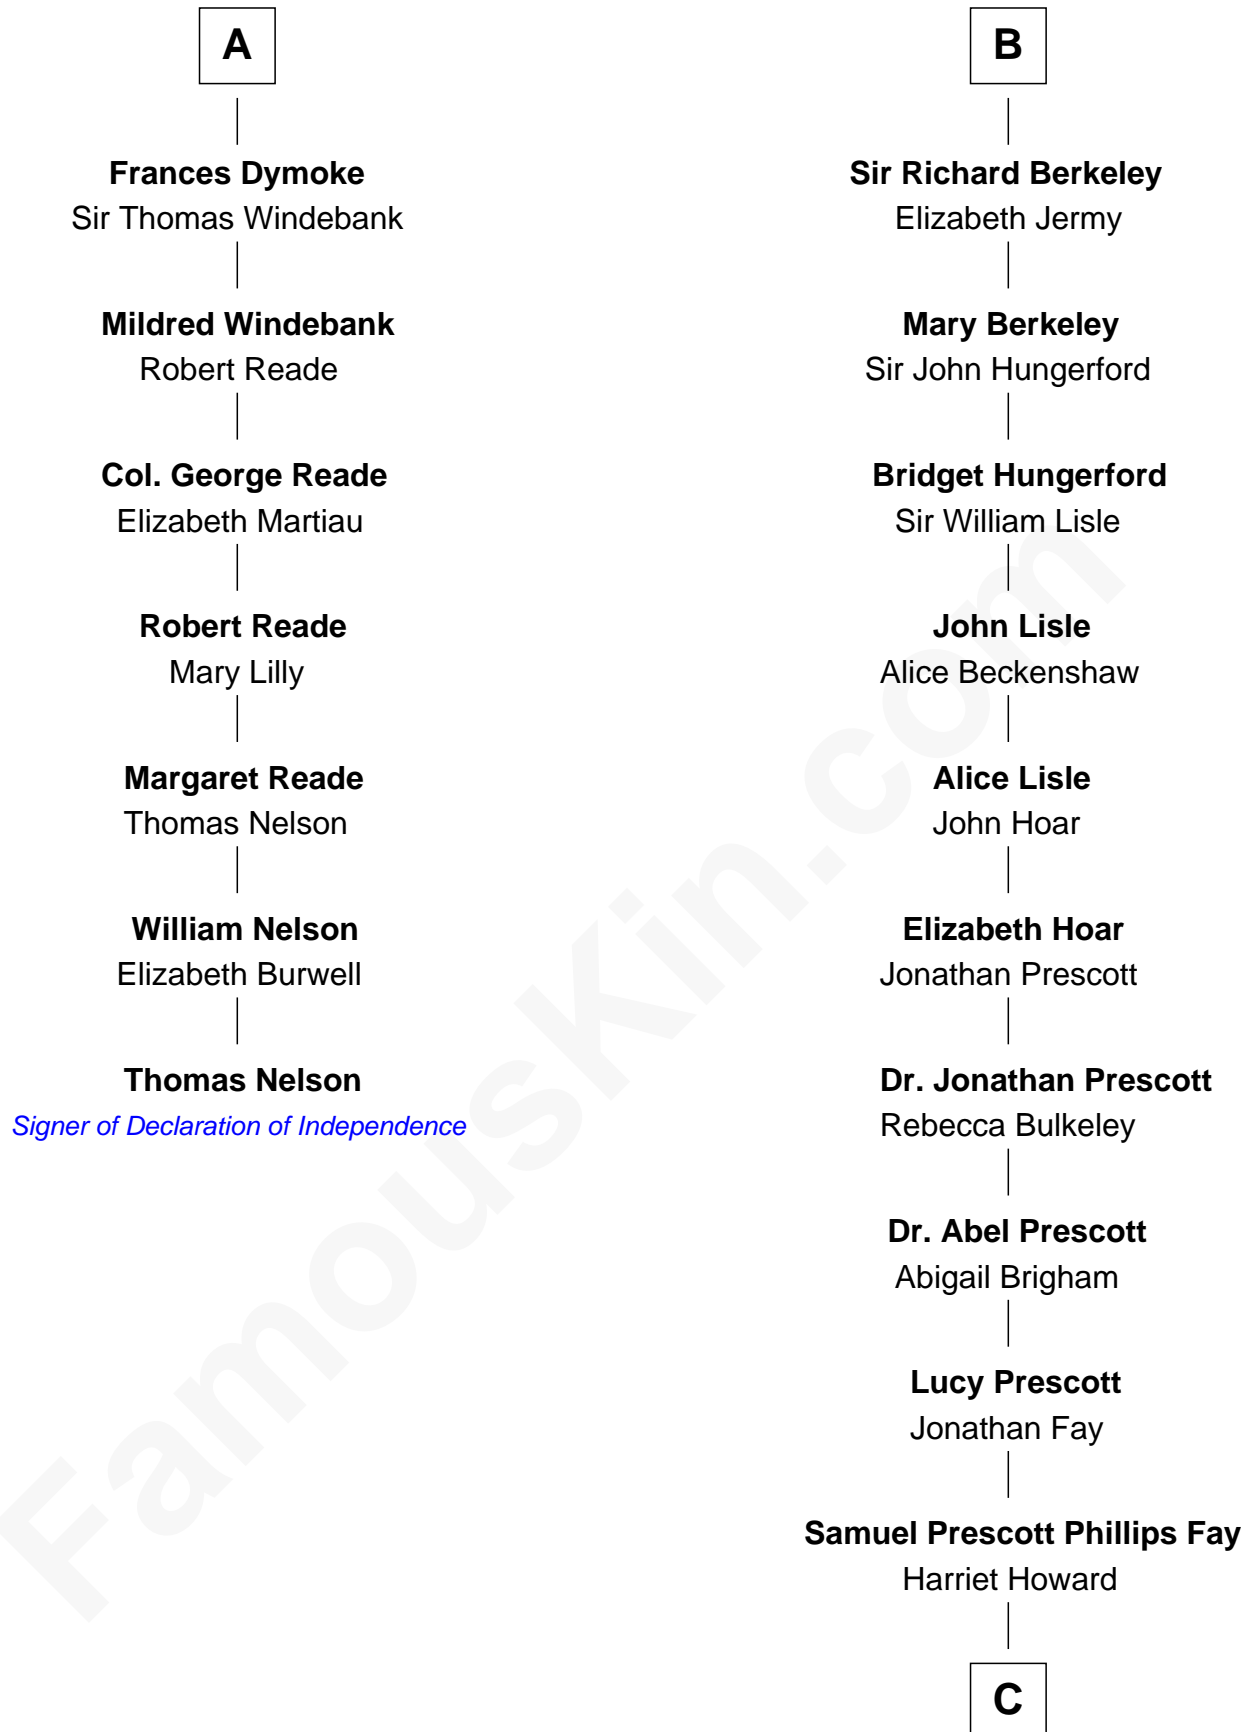 A
Frances Dymoke
Sir Thomas Windebank
Mildred Windebank
Robert Reade
Col. George Reade
Elizabeth Martiau
Robert Reade
Mary Lilly
Margaret Reade
Thomas Nelson
William Nelson
Elizabeth Burwell
Thomas Nelson
Signer of Declaration of Independence
B
Sir Richard Berkeley
Elizabeth Jermy
Mary Berkeley
Sir John Hungerford
Bridget Hungerford
Sir William Lisle
John Lisle
Alice Beckenshaw
Alice Lisle
John Hoar
Elizabeth Hoar
Jonathan Prescott
Dr. Jonathan Prescott
Rebecca Bulkeley
Dr. Abel Prescott
Abigail Brigham
Lucy Prescott
Jonathan Fay
Samuel Prescott Phillips Fay
Harriet Howard
C
FamousKin.com